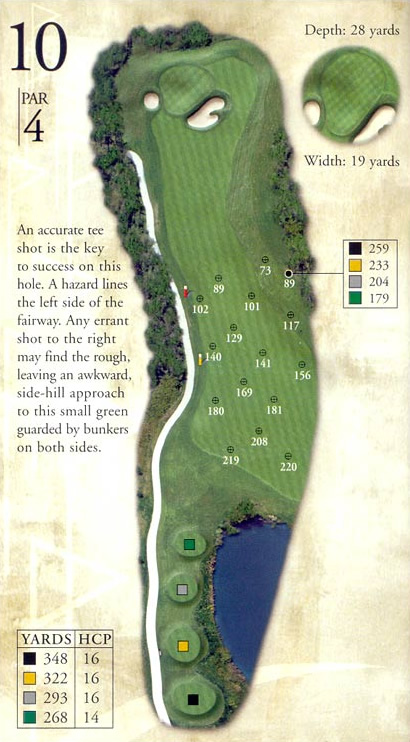 10
PAR
4
Depth: 28 yards
Width: 19 yards
An accurate tee
shot is the key
to success on this
hole. A hazard lines
the left side of the
fairway. Any errant
shot to the right
may find the rough,
leaving an awkward,
side-hill approach
to this small green
guarded by bunkers
on both sides.
259
233
204
179
73
89
89
102
101
117
129
140
141
156
169
180
181
208
219
220
YARDS HCP
348 16
322 16
293 16
268 14